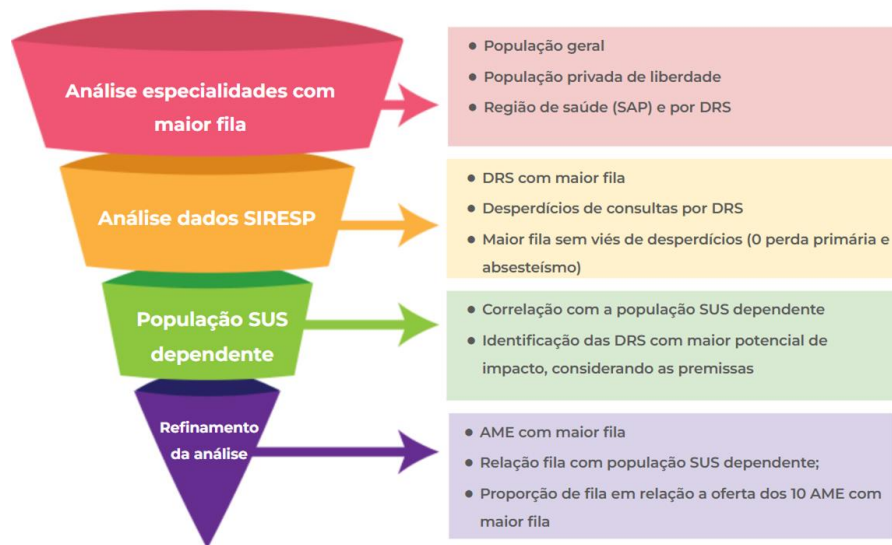 Análise especialidades com
maior fila
● População geral
● População privada de liberdade
● Região de saúde (SAP) e por DRS
Análise dados SIRESP
● DRS com maior fila
● Desperdícios de consultas por DRS
● Maior fila sem viés de desperdícios (0 perda primária e
absesteísmo)
População SUS
dependente
● Correlação com a população SUS dependente
● Identificação das DRS com maior potencial de
impacto, considerando as premissas
Refinamento
da análise
● AME com maior fila
● Relação fila com população SUS dependente;
● Proporção de fila em relação a oferta dos 10 AME com
maior fila